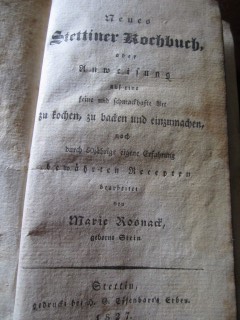 Neues
Stettiner Kochbuch,
oder
Anweisung
auf eine
feine und schmackhafte Art
zu kochen, zu backen und einzumachen,
nach
durch eigene Erfahrung
bewährten Recepten
bearbeitet
von
Marie Rosnack,
geborne Stein
Stettin,
gedruckt bei H. G. Effenbart's Erben.
1837.